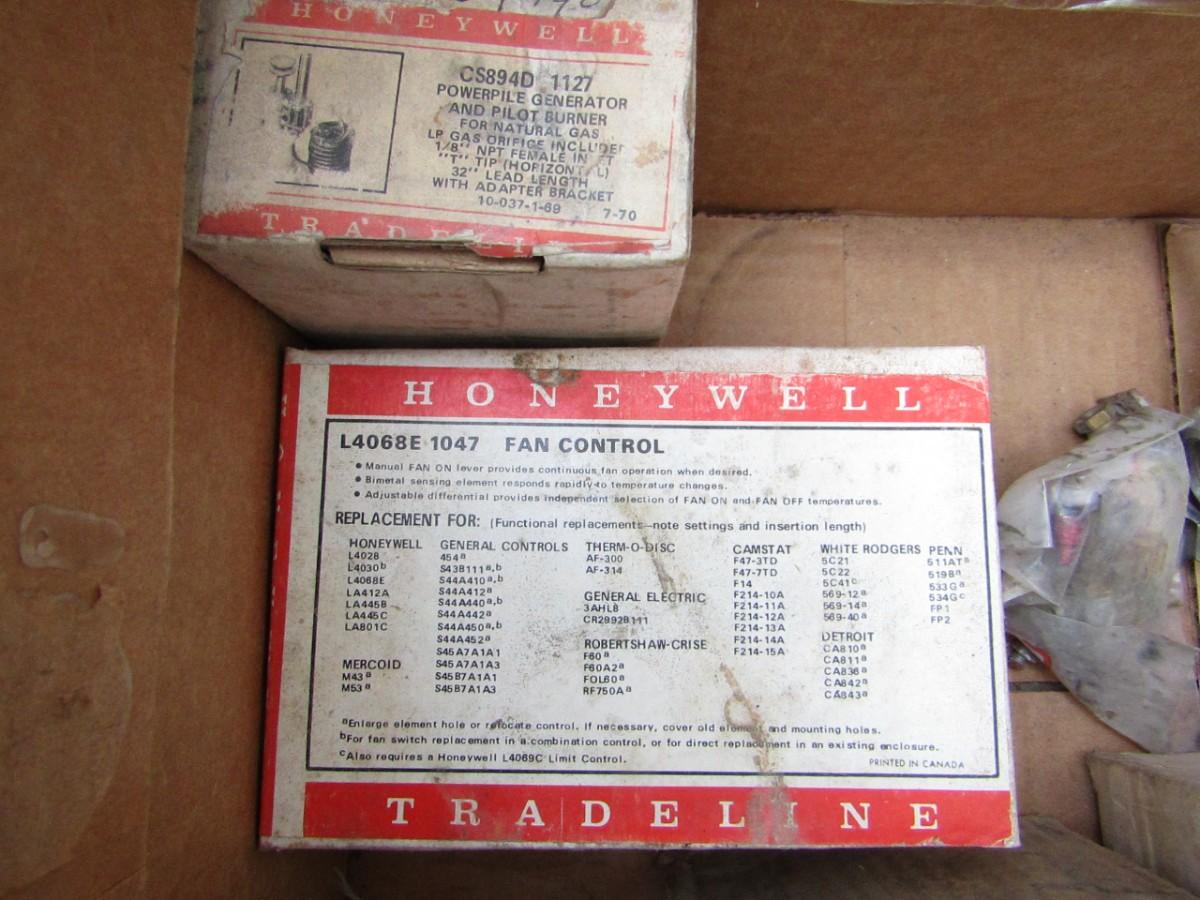 HONEYWELL
CS894D 1127
POWERPILE GENERATOR
AND PILOT BURNER
FOR NATURAL GAS
LP GAS ORIFICE
1/8" NPT FEMALE
"T" TIP
32" LEAD LENGTH
WITH ADAPTER BRACKET
10-037-1-69 7-70
HONEYWELL
L4068E 1047 FAN CONTROL
• Manual FAN ON lever provides continuous fan operation when desired.
• Bimetal sensing element responds rapidly to temperature changes.
• Adjustable differential provides independent selection of FAN ON and FAN OFF temperatures.
REPLACEMENT FOR: (Functional replacements—note settings and insertion length)
HONEYWELL
L4028
L4030b
L4068E
LA412A
LA445B
LA445C
LA801C
MERCOID
M43a
M53a
GENERAL CONTROLS
454a
S43B111a,b
S44A410a,b
S44A412a
S44A440a,b
S44A442a
S44A450a,b
S44A452a
S45A7A1A1
S45A7A1A3
S45B7A1A1
S45B7A1A3
THERM-O-DISC
AF-300
AF-314
GENERAL ELECTRIC
3AHL8
CR2992B111
ROBERTSHAW-CRISE
F60a
F60A2a
FOL60a
RF750Aa
CAMSTAT
F47-3TD
F47-7TD
F14
F214-10A
F214-11A
F214-12A
F214-13A
F214-14A
F214-15A
WHITE RODGERS
5C21
5C22
5C41c
569-12a
569-14a
569-40a
DETROIT
CA810a
CA811a
CA836a
CA842a
CA843a
PENN
511ATa
519Ba
533Ga
534Gc
FP1
FP2
aEnlarge element hole or relocate control. If necessary, cover old element and mounting holes.
bFor fan switch replacement in a combination control, or for direct replacement in an existing enclosure.
cAlso requires a Honeywell L4069C Limit Control.
PRINTED IN CANADA
TRADELINE